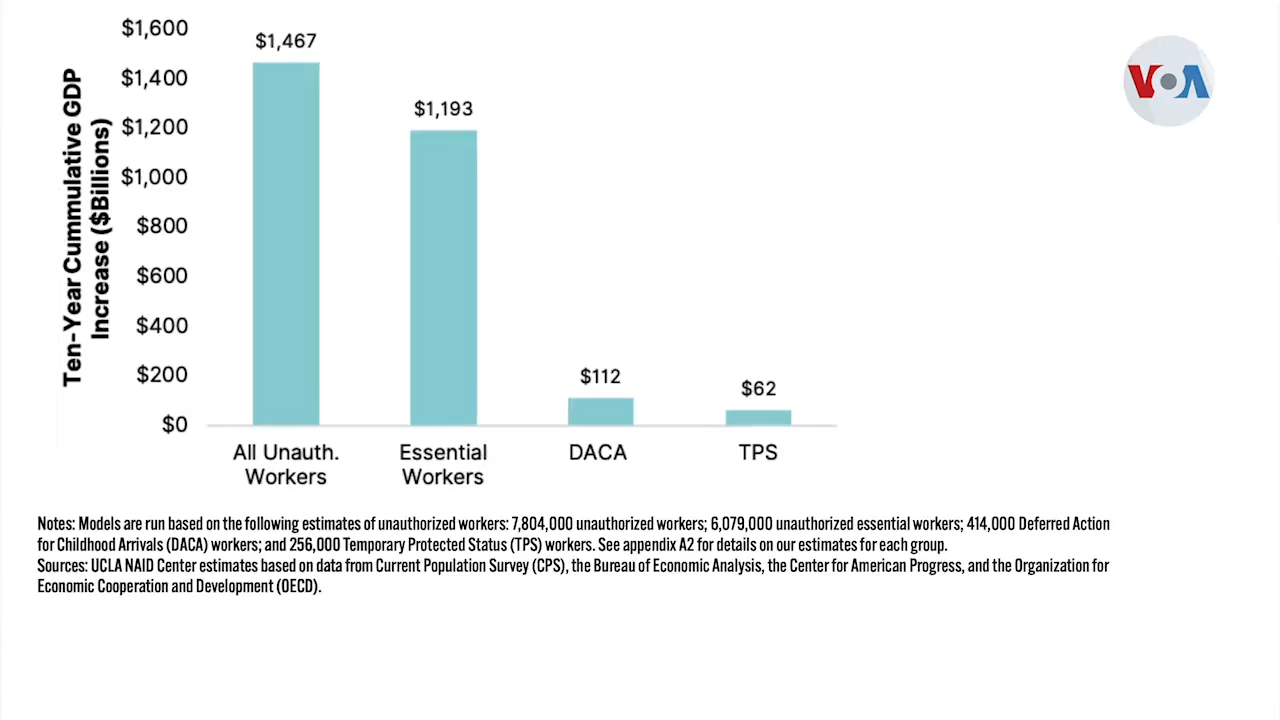 Ten-Year Cummulative GDP
Increase ($Billions)
$1,600
$1,400
$1,200
$1,000
$800
$600
$400
$200
$0
$1,467
$1,193
$112
$62
All Unauth.
Workers
Essential
Workers
DACA
TPS
VOA
Notes: Models are run based on the following estimates of unauthorized workers: 7,804,000 unauthorized workers; 6,079,000 unauthorized essential workers; 414,000 Deferred Action
for Childhood Arrivals (DACA) workers; and 256,000 Temporary Protected Status (TPS) workers. See appendix A2 for details on our estimates for each group.
Sources: UCLA NAID Center estimates based on data from Current Population Survey (CPS), the Bureau of Economic Analysis, the Center for American Progress, and the Organization for
Economic Cooperation and Development (OECD).